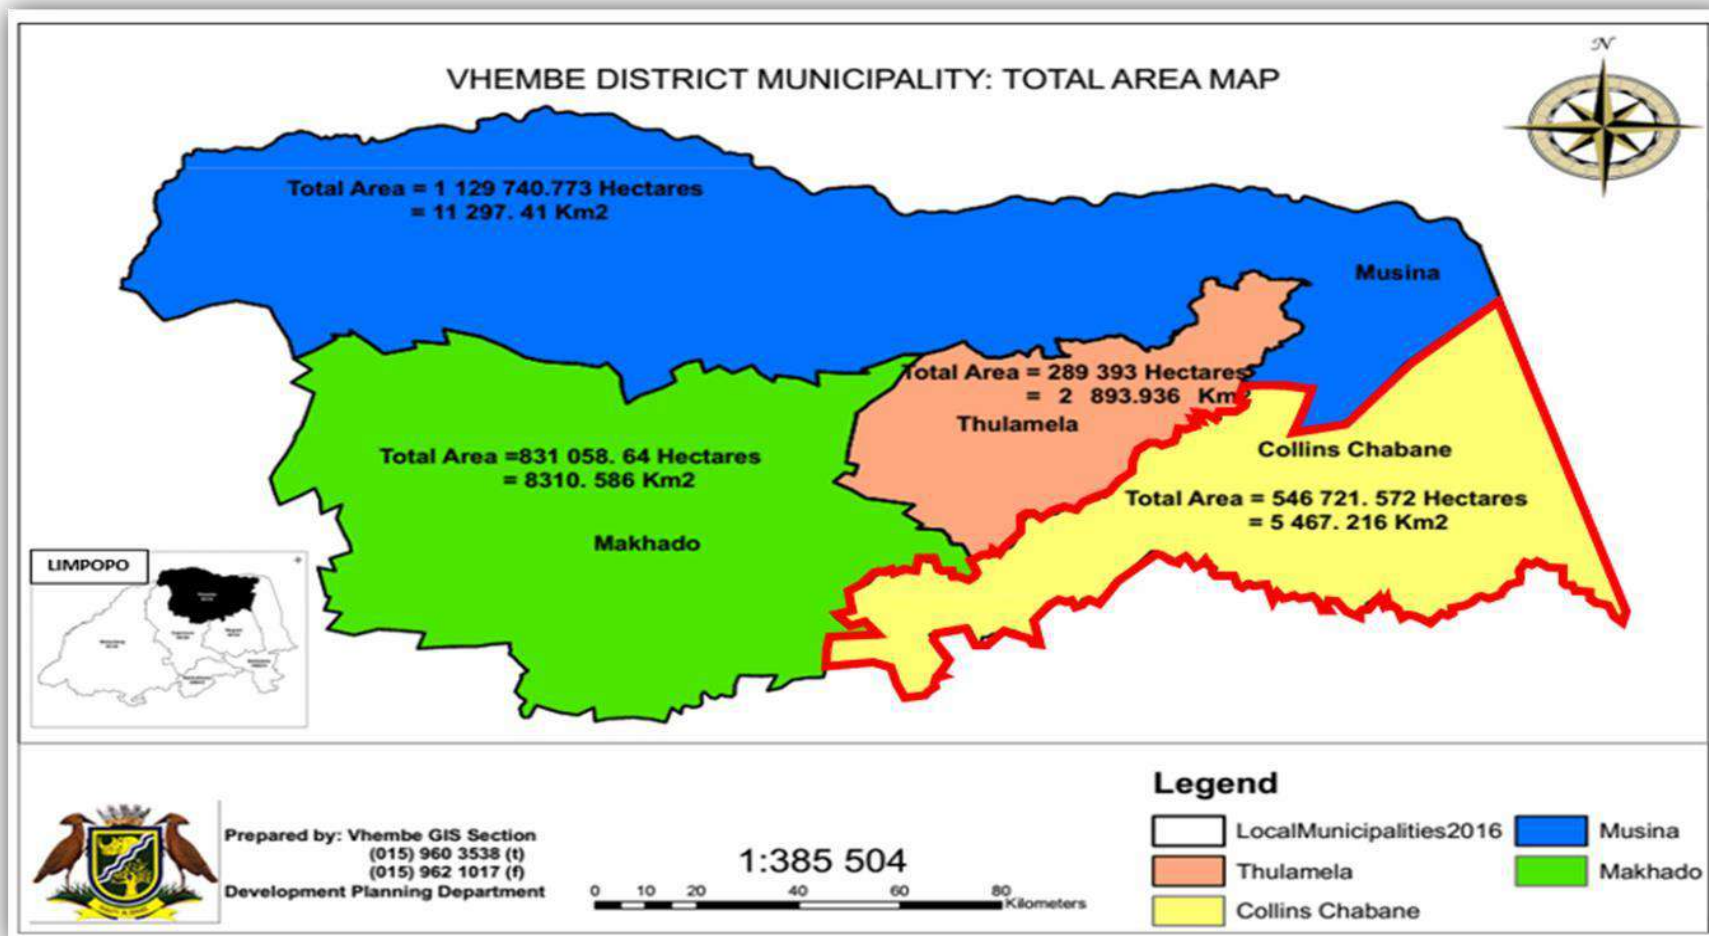 VHEMBE DISTRICT MUNICIPALITY: TOTAL AREA MAP
N
Total Area = 1 129 740.773 Hectares
= 11 297. 41 Km2
Musina
Total Area = 289 393 Hectares
= 2 893.936 Km2
Thulamela
Collins Chabane
Total Area = 546 721. 572 Hectares
= 5 467. 216 Km2
Total Area =831 058. 64 Hectares
= 8310. 586 Km2
Makhado
LIMPOPO
Prepared by: Vhembe GIS Section
(015) 960 3538 (t)
(015) 962 1017 (f)
Development Planning Department
1:385 504
0 10 20 40 60 80
Kilometers
Legend
LocalMunicipalities2016
Musina
Thulamela
Makhado
Collins Chabane